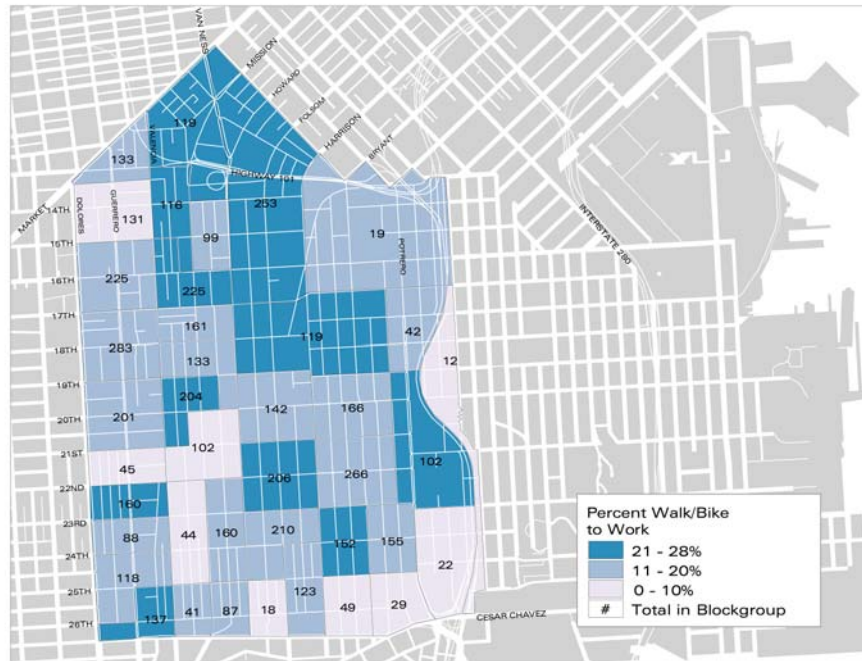 VAN NESS
MISSION
HOWARD
FOLSOM
HARRISON
BRYANT
119
VALENCIA
133
HIGHWAY 101
MARKET
DOLORES
GUERRERO
14TH
131
116
253
99
19
POTRERO
INTERSTATE 280
15TH
225
16TH
225
17TH
161
119
42
283
133
12
18TH
19TH
204
201
142
166
20TH
102
21ST
45
102
206
266
22ND
160
23RD
88
44
160
210
152
155
22
24TH
118
25TH
137
41
87
18
123
49
29
CESAR CHAVEZ
26TH
Percent Walk/Bike
to Work
21 - 28%
11 - 20%
0 - 10%
# Total in Blockgroup